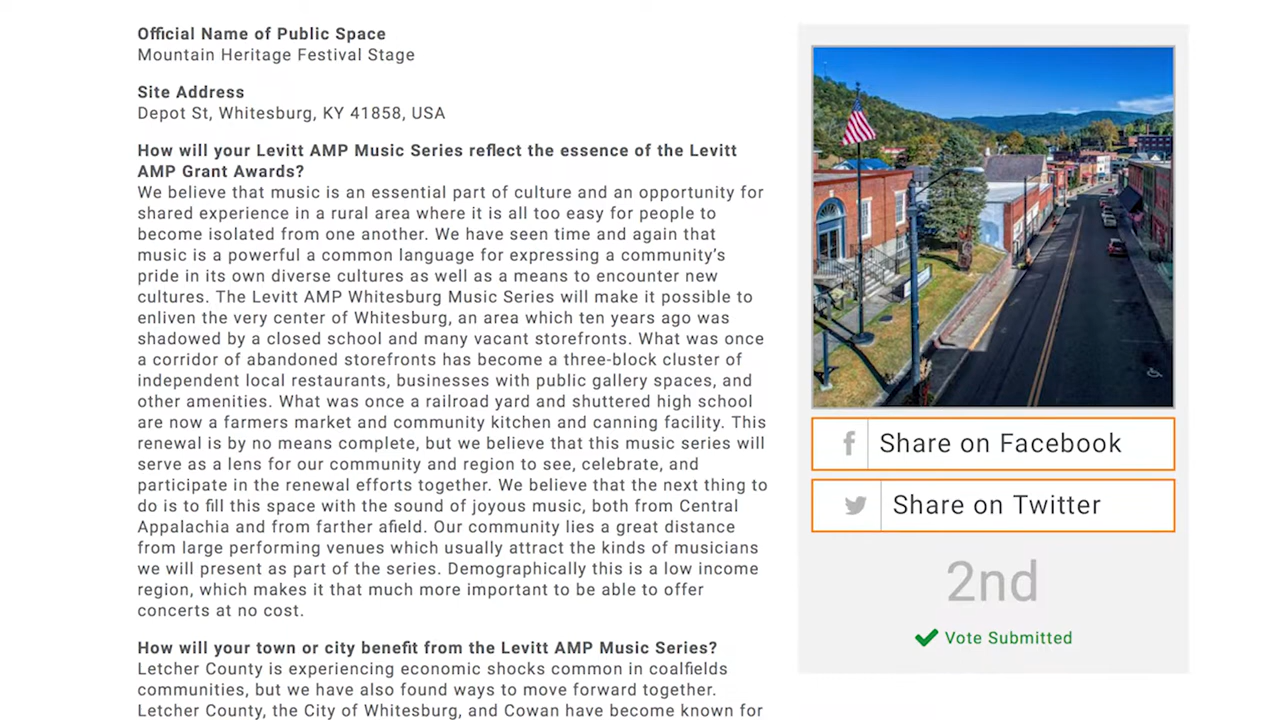 Official Name of Public Space
Mountain Heritage Festival Stage
Site Address
Depot St, Whitesburg, KY 41858, USA
How will your Levitt AMP Music Series reflect the essence of the Levitt
AMP Grant Awards?
We believe that music is an essential part of culture and an opportunity for
shared experience in a rural area where it is all too easy for people to
become isolated from one another. We have seen time and again that
music is a powerful a common language for expressing a community's
pride in its own diverse cultures as well as a means to encounter new
cultures. The Levitt AMP Whitesburg Music Series will make it possible to
enliven the very center of Whitesburg, an area which ten years ago was
shadowed by a closed school and many vacant storefronts. What was once
a corridor of abandoned storefronts has become a three-block cluster of
independent local restaurants, businesses with public gallery spaces, and
other amenities. What was once a railroad yard and shuttered high school
are now a farmers market and community kitchen and canning facility. This
renewal is by no means complete, but we believe that this music series will
serve as a lens for our community and region to see, celebrate, and
participate in the renewal efforts together. We believe that the next thing to
do is to fill this space with the sound of joyous music, both from Central
Appalachia and from farther afield. Our community lies a great distance
from large performing venues which usually attract the kinds of musicians
we will present as part of the series. Demographically this is a low income
region, which makes it that much more important to be able to offer
concerts at no cost.
How will your town or city benefit from the Levitt AMP Music Series?
Letcher County is experiencing economic shocks common in coalfields
communities, but we have also found ways to move forward together.
Letcher County, the City of Whitesburg, and Cowan have become known for
Share on Facebook
Share on Twitter
2nd
Vote Submitted